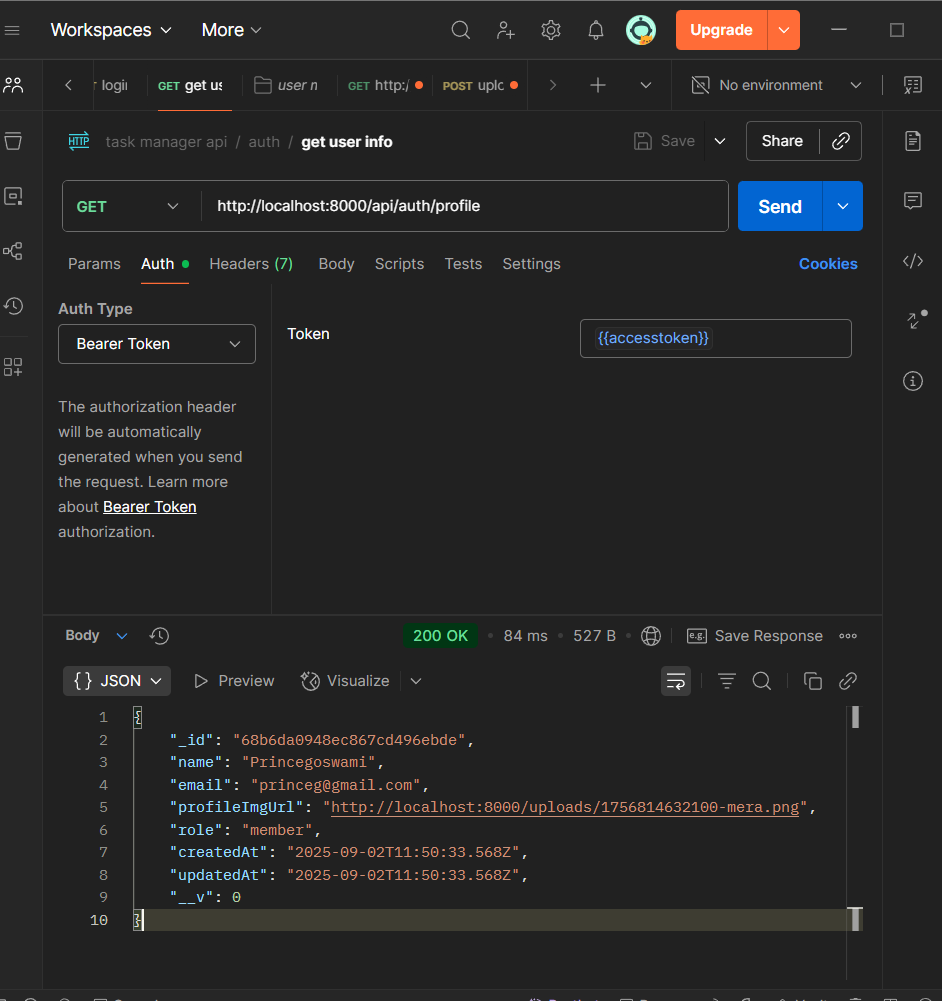 Workspaces More Upgrade
logii GET get us user n GET http:/ POST uplo No environment
HTTP task manager api / auth / get user info Save Share
GET http://localhost:8000/api/auth/profile Send
Params Auth Headers (7) Body Scripts Tests Settings Cookies
Auth Type
Bearer Token
Token {{accesstoken}}
The authorization header
will be automatically
generated when you send
the request. Learn more
about Bearer Token
authorization.
Body 200 OK • 84 ms • 527 B • e.g. Save Response
{} JSON Preview Visualize
1 {
2 "_id": "68b6da0948ec867cd496ebde",
3 "name": "Princegoswami",
4 "email": "princeg@gmail.com",
5 "profileImgUrl": "http://localhost:8000/uploads/1756814632100-mera.png",
6 "role": "member",
7 "createdAt": "2025-09-02T11:50:33.568Z",
8 "updatedAt": "2025-09-02T11:50:33.568Z",
9 "__v": 0
10 }